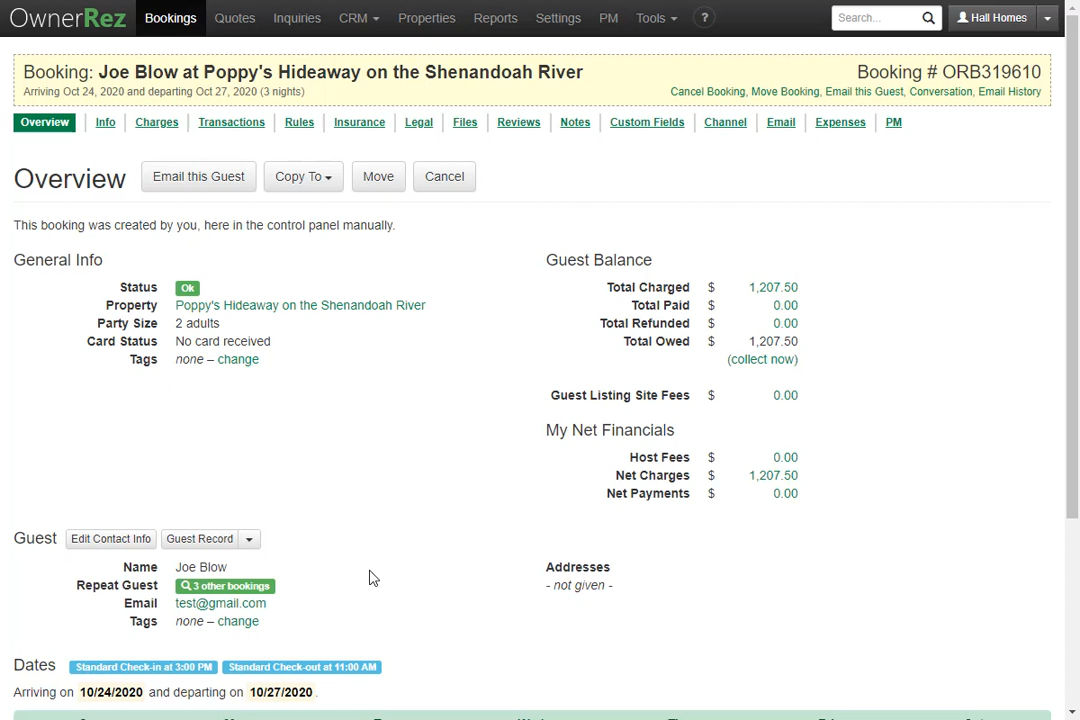 OwnerRez Bookings Quotes Inquiries CRM Properties Reports Settings PM Tools ? Search... Hall Homes
Booking: Joe Blow at Poppy's Hideaway on the Shenandoah River Booking # ORB319610
Arriving Oct 24, 2020 and departing Oct 27, 2020 (3 nights) Cancel Booking, Move Booking, Email this Guest, Conversation, Email History
Overview Info Charges Transactions Rules Insurance Legal Files Reviews Notes Custom Fields Channel Email Expenses PM
Overview Email this Guest Copy To Move Cancel
This booking was created by you, here in the control panel manually.
General Info
Status Ok
Property Poppy's Hideaway on the Shenandoah River
Party Size 2 adults
Card Status No card received
Tags none – change
Guest Balance
Total Charged $ 1,207.50
Total Paid $ 0.00
Total Refunded $ 0.00
Total Owed $ 1,207.50
(collect now)
Guest Listing Site Fees $ 0.00
My Net Financials
Host Fees $ 0.00
Net Charges $ 1,207.50
Net Payments $ 0.00
Guest Edit Contact Info Guest Record
Name Joe Blow
Repeat Guest 3 other bookings
Email test@gmail.com
Tags none – change
Addresses
- not given -
Dates Standard Check-in at 3:00 PM Standard Check-out at 11:00 AM
Arriving on 10/24/2020 and departing on 10/27/2020 .